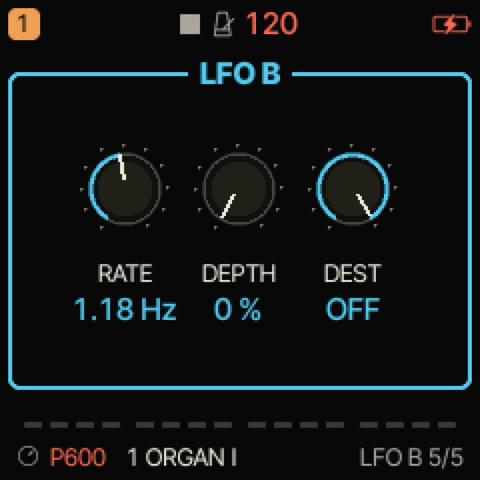 1 120
LFO B
RATE DEPTH DEST
1.18 Hz 0 % OFF
P600 1 ORGAN I LFO B 5/5